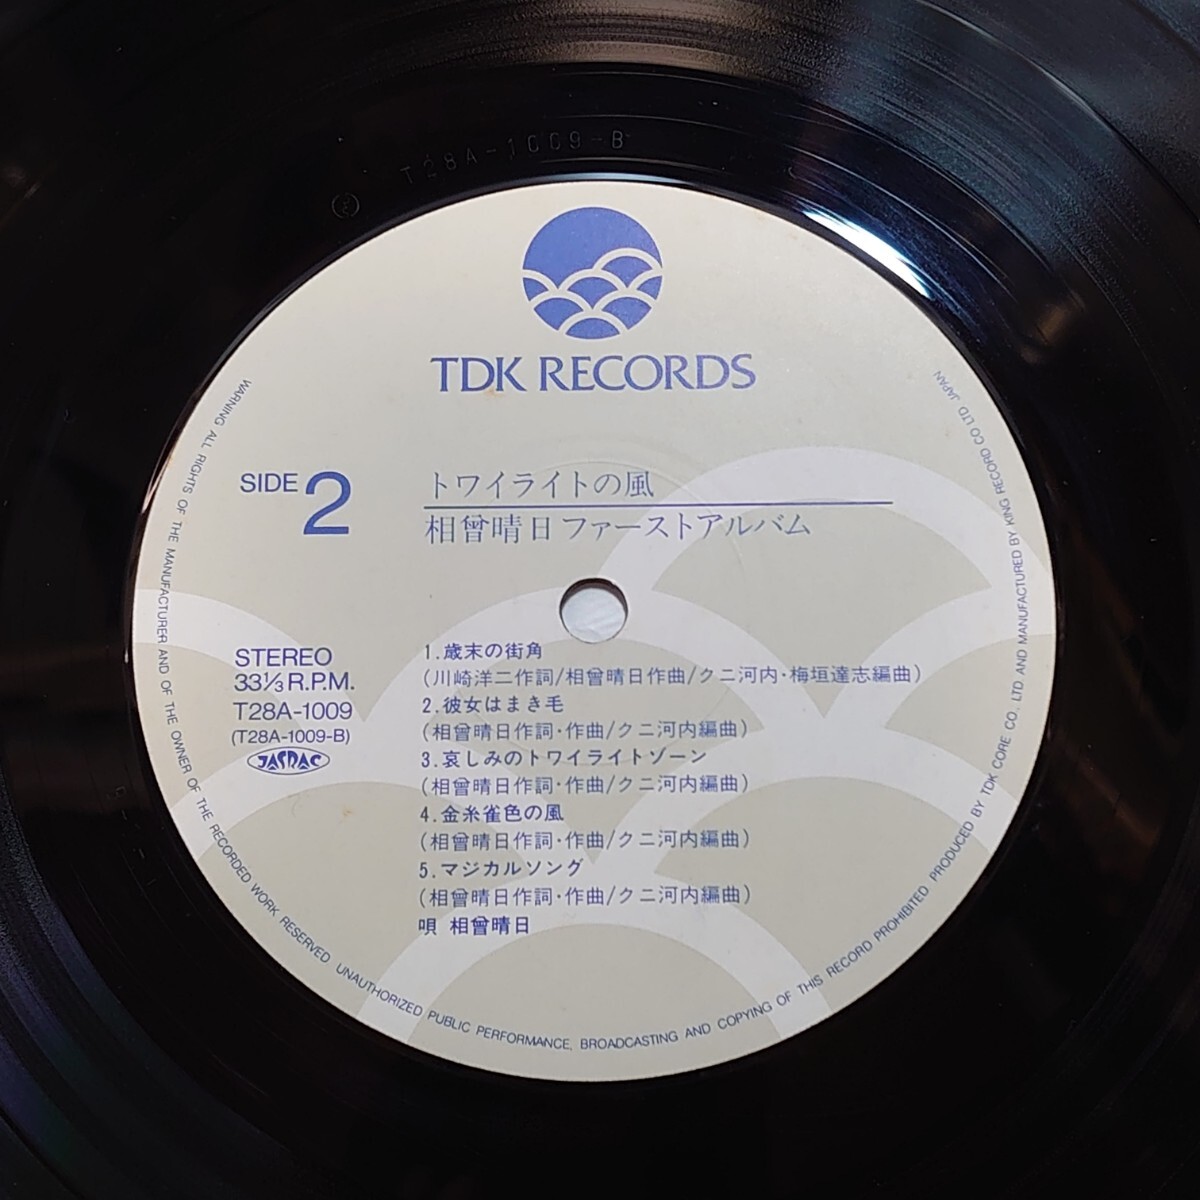 T28A-1009-B
TDK RECORDS
SIDE 2
トワイライトの風
相曾晴日ファーストアルバム
STEREO
33⅓ R.P.M.
T28A-1009
(T28A-1009-B)
JASRAC
1.歳末の街角
(川崎洋二作詞/相曾晴日作曲/クニ河内・梅垣達志編曲)
2.彼女はまき毛
(相曾晴日作詞・作曲/クニ河内編曲)
3.哀しみのトワイライトゾーン
(相曾晴日作詞・作曲/クニ河内編曲)
4.金糸雀色の風
(相曾晴日作詞・作曲/クニ河内編曲)
5.マジカルソング
(相曾晴日作詞・作曲/クニ河内編曲)
唄 相曾晴日
WARNING ALL RIGHTS OF THE MANUFACTURER AND OF THE OWNER OF THE RECORDED WORK RESERVED UNAUTHORIZED PUBLIC PERFORMANCE, BROADCASTING AND COPYING OF THIS RECORD PROHIBITED PRODUCED BY TDK CORE CO., LTD AND MANUFACTURED BY KING RECORD CO LTD. JAPAN